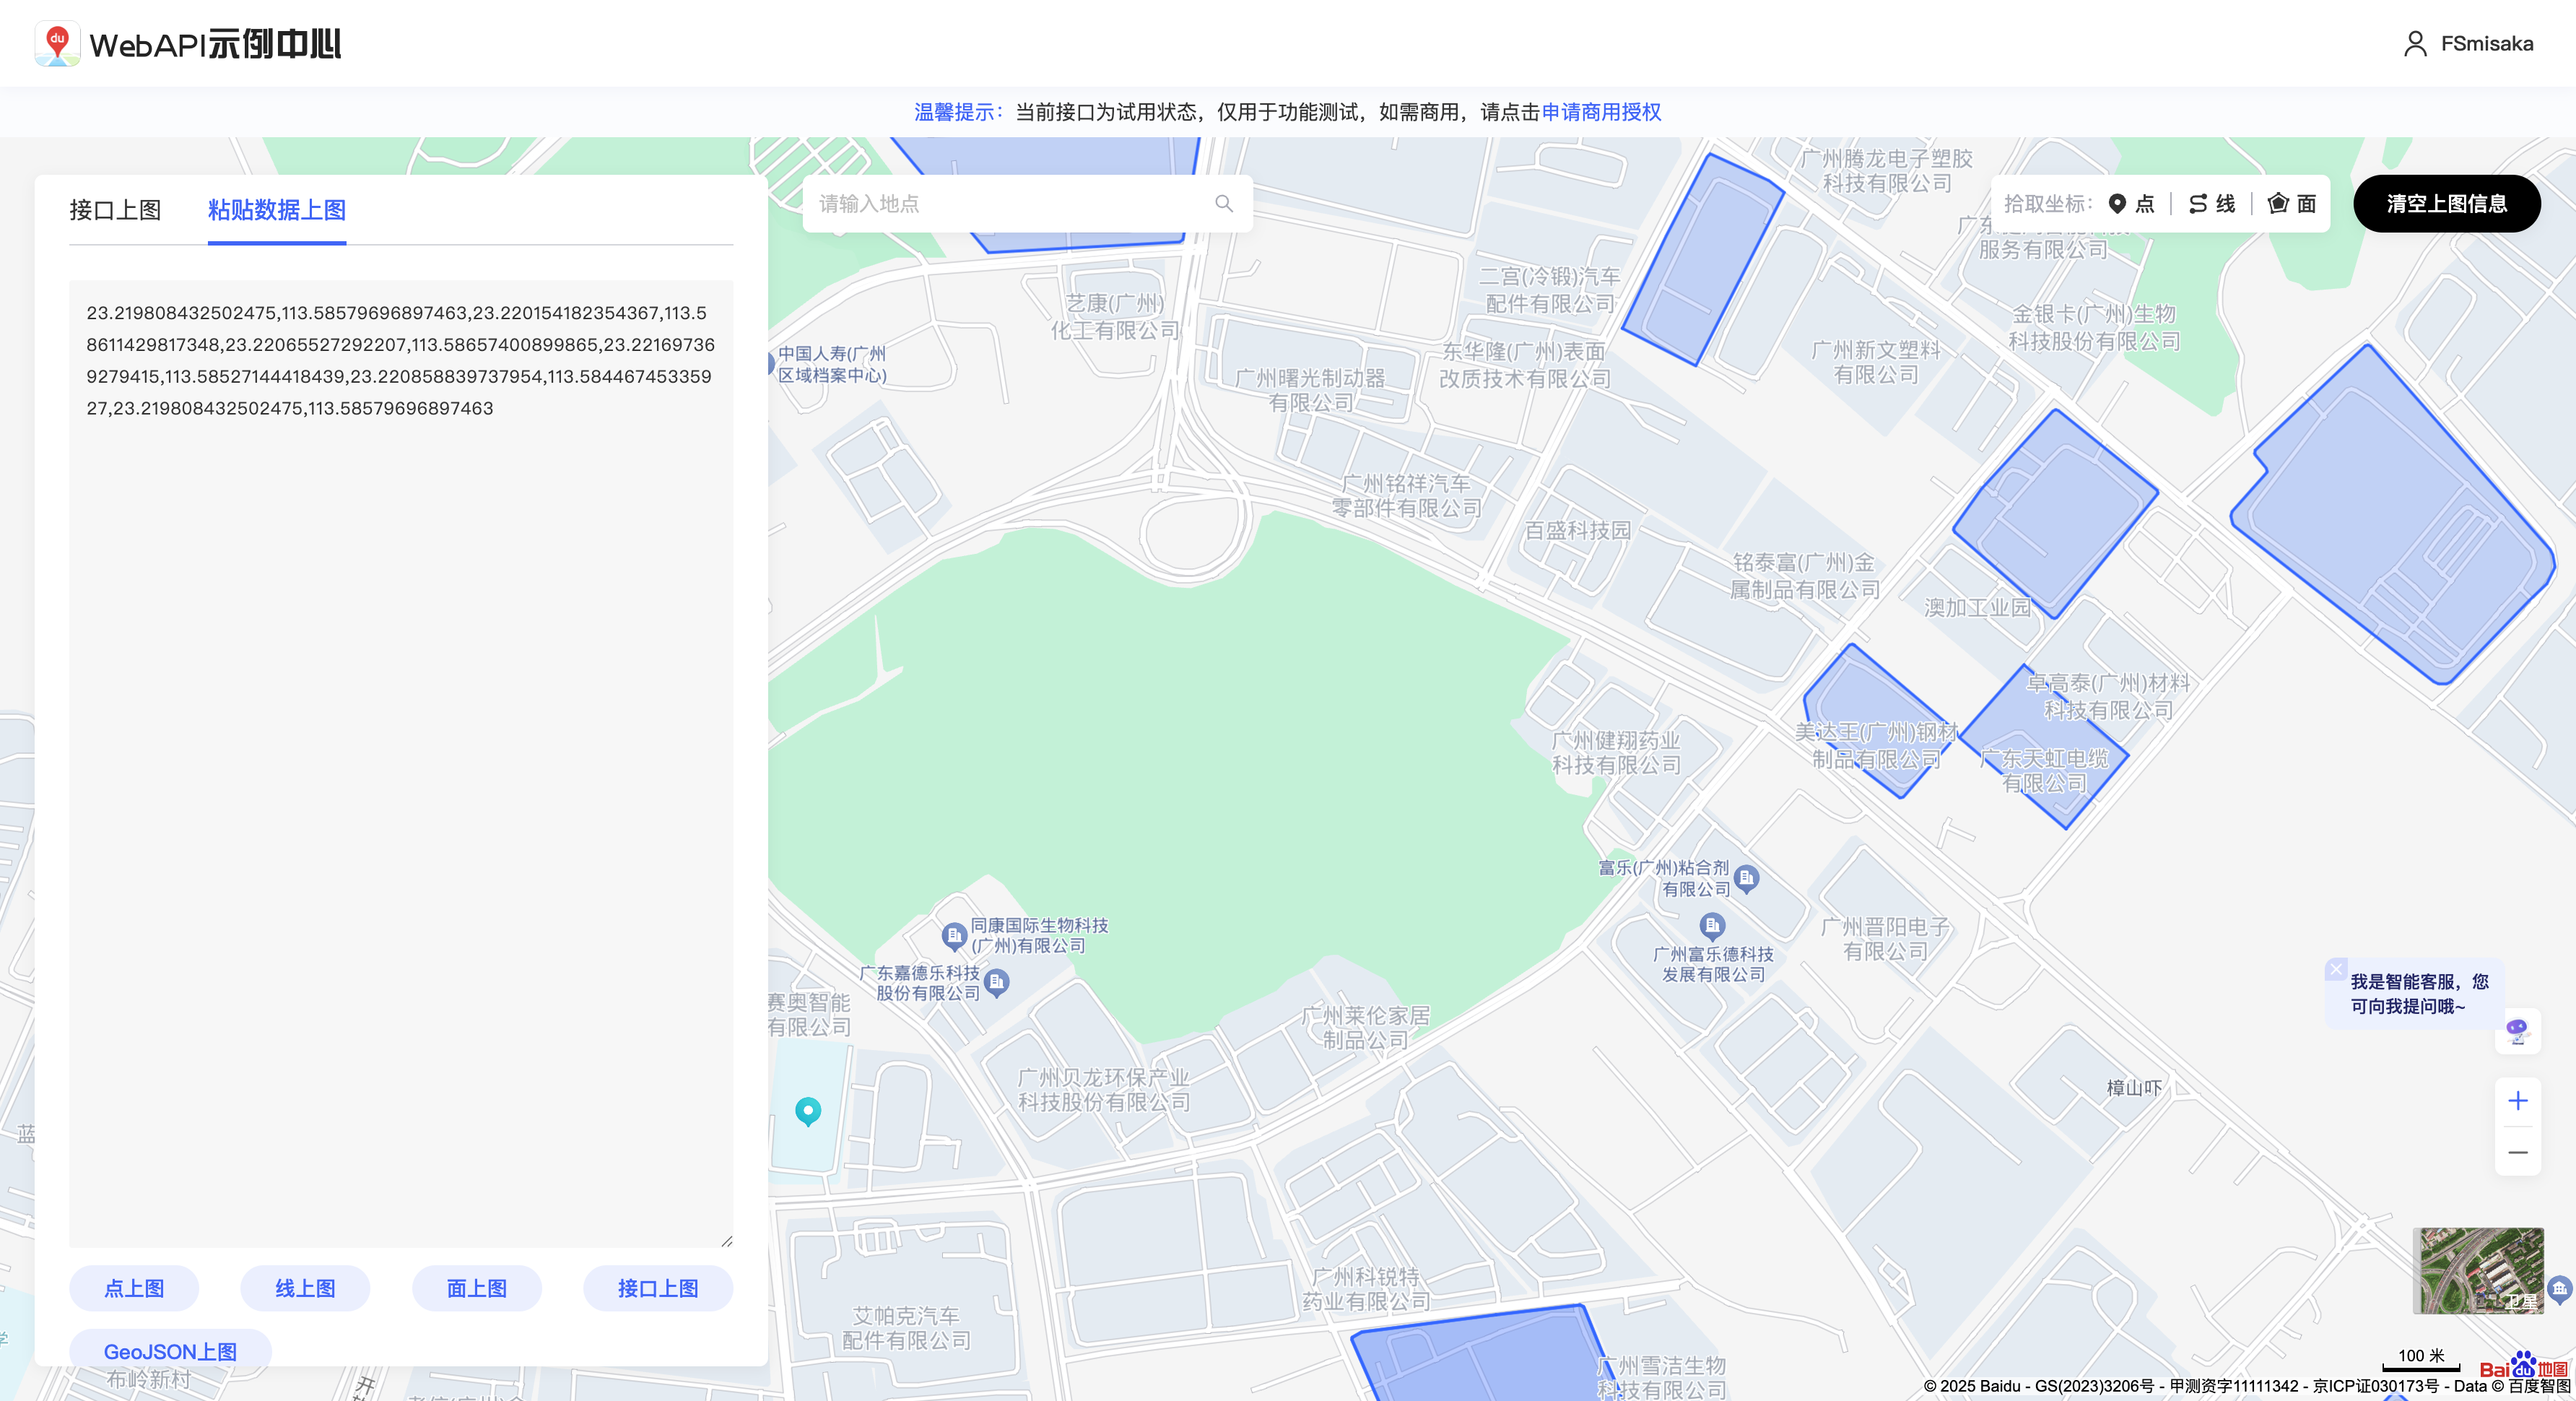 du WebAPI示例中心
FSmisaka
温馨提示：当前接口为试用状态，仅用于功能测试，如需商用，请点击申请商用授权
接口上图
粘贴数据上图
请输入地点
拾取坐标：点 | 线 | 面
清空上图信息
23.219808432502475,113.58579696897463,23.220154182354367,113.5
8611429817348,23.22065527292207,113.58657400899865,23.22169736
9279415,113.58527144418439,23.220858839737954,113.584467453359
27,23.219808432502475,113.58579696897463
点上图
线上图
面上图
接口上图
GeoJSON上图
布岭新村
广州腾龙电子塑胶
科技有限公司
服务有限公司
艺康(广州)
化工有限公司
中国人寿(广州
区域档案中心)
二宫(冷锻)汽车
配件有限公司
东华隆(广州)表面
改质技术有限公司
广州曙光制动器
有限公司
金银卡(广州)生物
科技股份有限公司
广州新文塑料
有限公司
广州铭祥汽车
零部件有限公司
百盛科技园
铭泰富(广州)金
属制品有限公司
澳加工业园
卓高泰(广州)材料
科技有限公司
美达王(广州)钢材
制品有限公司
广东天虹电缆
有限公司
广州健翔药业
科技有限公司
富乐(广州)粘合剂
有限公司
广州富乐德科技
发展有限公司
广州晋阳电子
有限公司
同康国际生物科技
(广州)有限公司
广东嘉德乐科技
股份有限公司
赛奥智能
有限公司
广州莱伦家居
制品公司
广州贝龙环保产业
科技股份有限公司
樟山吓
我是智能客服，您
可向我提问哦~
广州科锐特
药业有限公司
艾帕克汽车
配件有限公司
广州雪洁生物
科技有限公司
蓝
学
开
卫星
100 米
Bai du 地图
© 2025 Baidu - GS(2023)3206号 - 甲测资字11111342 - 京ICP证030173号 - Data © 百度智图